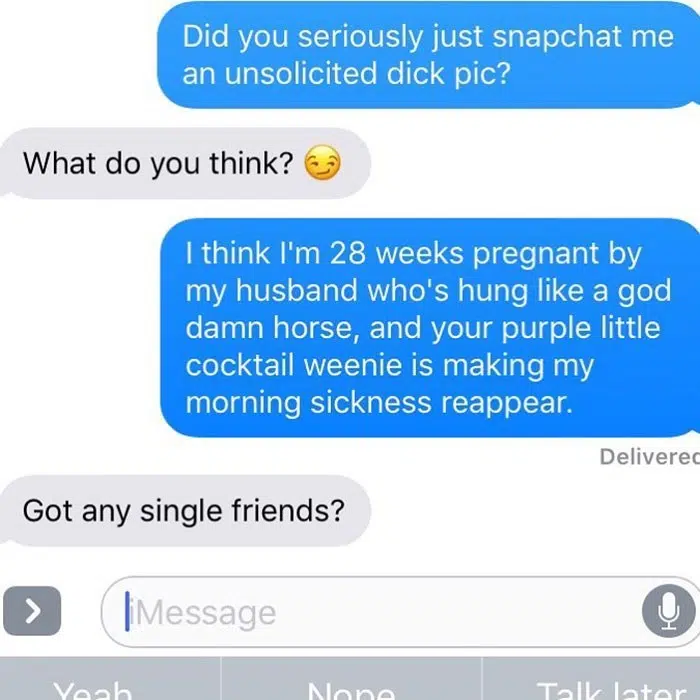 Did you seriously just snapchat me
an unsolicited dick pic?
What do you think? 😏
I think I'm 28 weeks pregnant by
my husband who's hung like a god
damn horse, and your purple little
cocktail weenie is making my
morning sickness reappear.
Delivered
Got any single friends?
iMessage
Yeah Nope Talk later